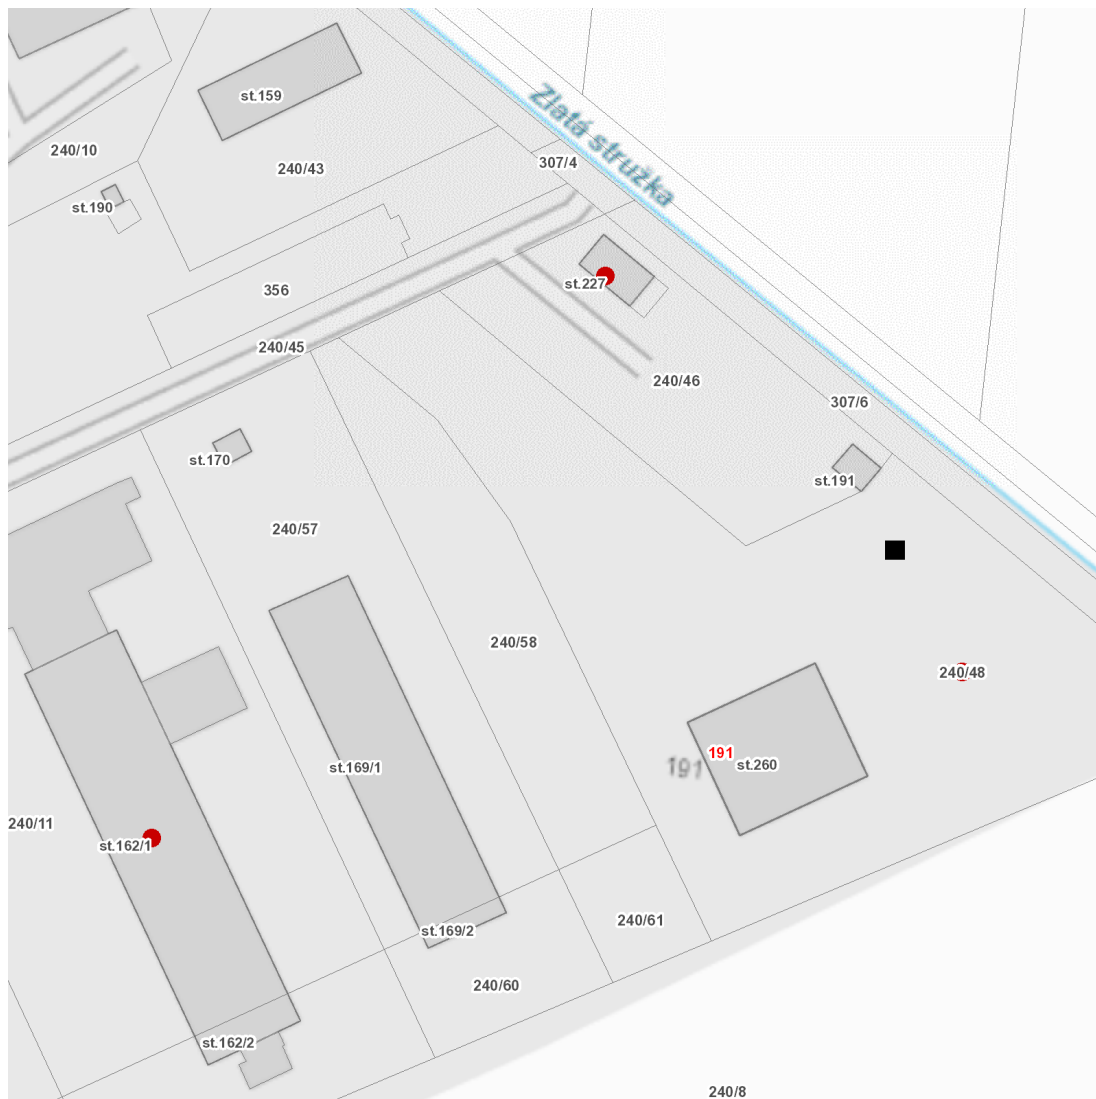 st.159
Zlatá stružka
240/10
307/4
240/43
st.190
st.227
356
240/45
240/46
307/6
st.170
st.191
240/57
240/58
240/48
191
191
st.260
st.169/1
240/11
st.162/1
240/61
st.169/2
240/60
st.162/2
240/8